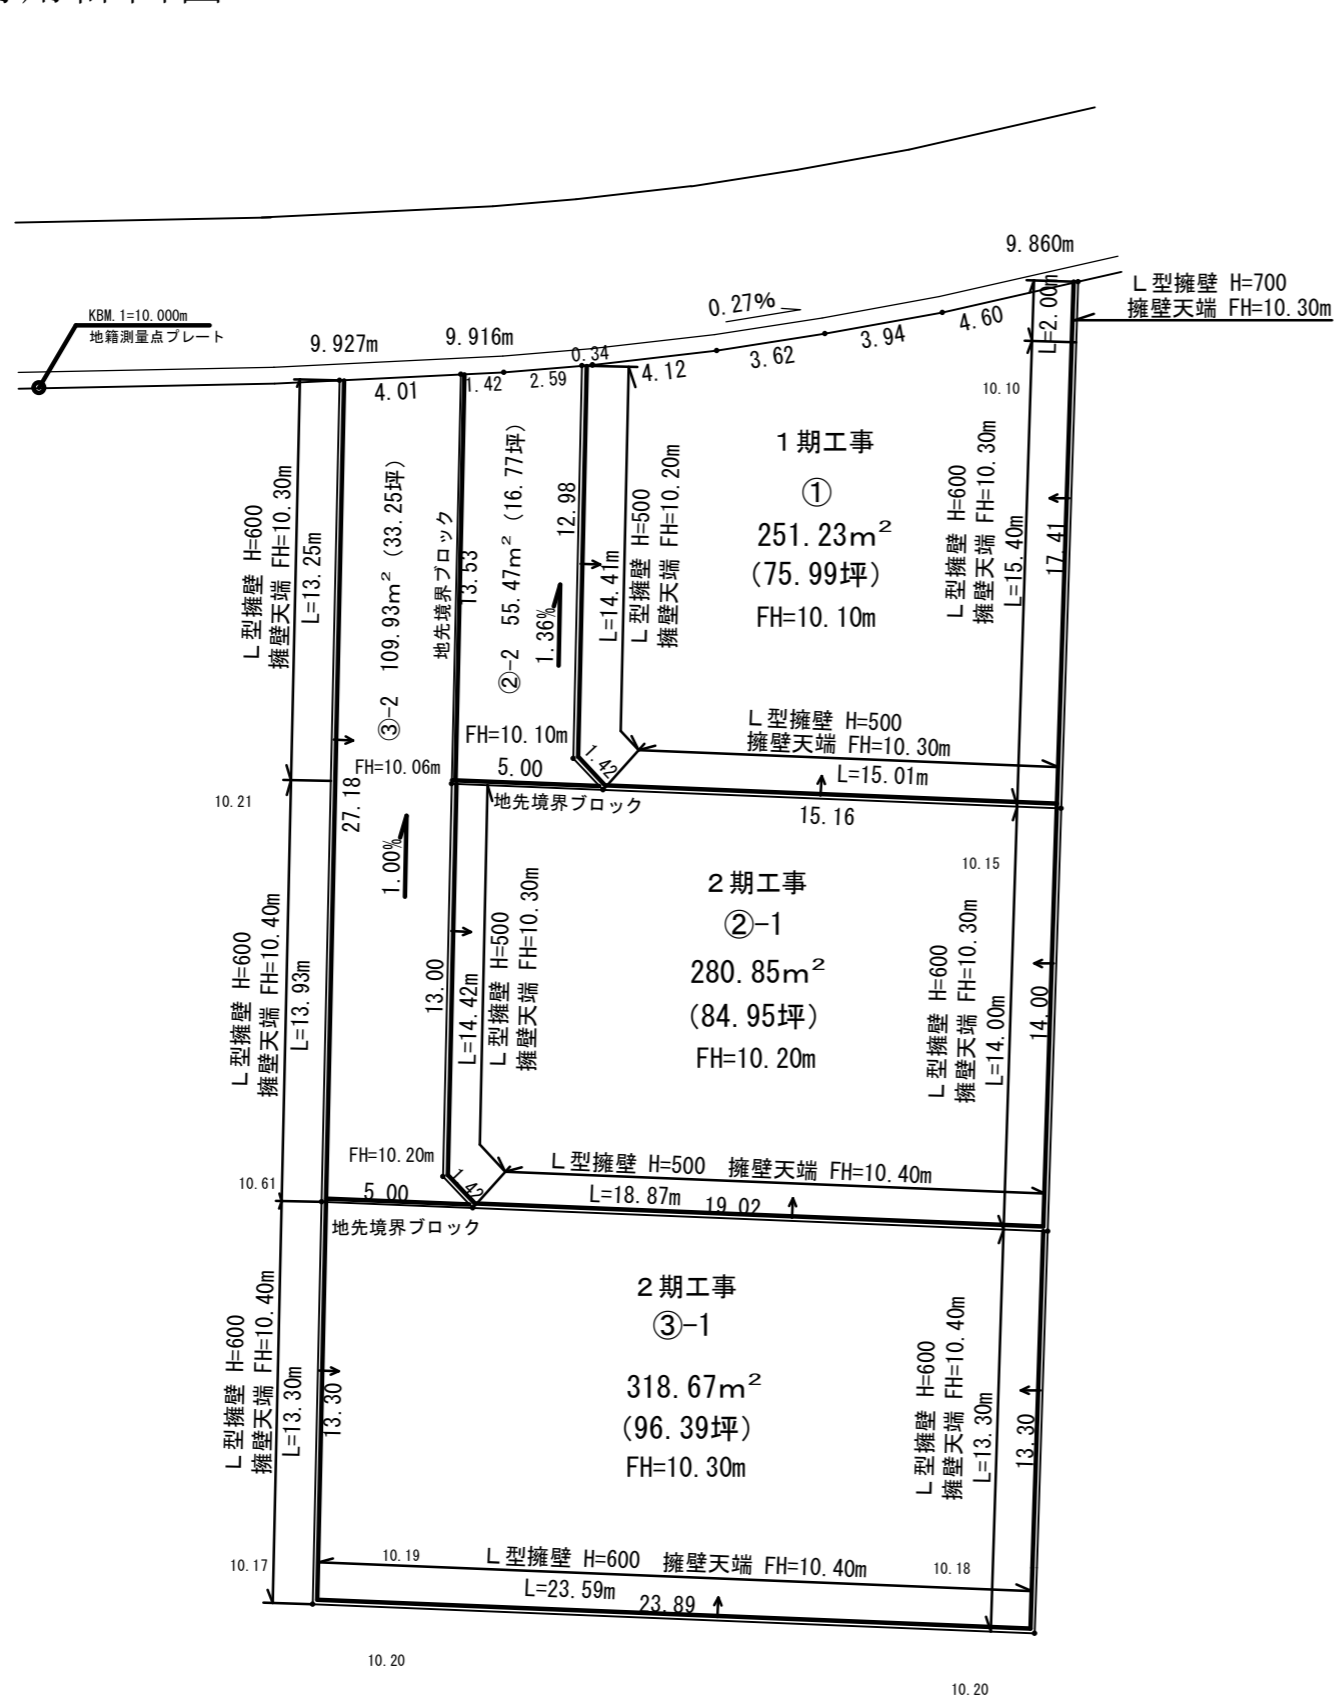 9.860m
L型擁壁 H=700
擁壁天端 FH=10.30m
L=2.00m
KBM.1=10.000m
地籍測量点プレート
9.927m
9.916m
0.27%
4.01
1.42
2.59
0.34
4.12
3.62
3.94
4.60
10.10
L型擁壁 H=600
擁壁天端 FH=10.30m
L=13.25m
③-2 109.93m² (33.25坪)
地先境界ブロック
13.53
②-2 55.47m² (16.77坪)
1.36%
12.98
L=14.41m
L型擁壁 H=500
擁壁天端 FH=10.20m
1期工事
①
251.23m²
(75.99坪)
FH=10.10m
L型擁壁 H=600
擁壁天端 FH=10.30m
L=15.40m
17.41
FH=10.10m
1.42
L型擁壁 H=500
擁壁天端 FH=10.30m
L=15.01m
FH=10.06m
5.00
地先境界ブロック
15.16
10.21
27.18
1.00%
L型擁壁 H=600
擁壁天端 FH=10.40m
L=13.93m
13.00
L=14.42m
L型擁壁 H=500
擁壁天端 FH=10.30m
2期工事
②-1
280.85m²
(84.95坪)
FH=10.20m
10.15
L型擁壁 H=600
擁壁天端 FH=10.30m
L=14.00m
14.00
FH=10.20m
1.42
L型擁壁 H=500 擁壁天端 FH=10.40m
L=18.87m
19.02
10.61
5.00
地先境界ブロック
L型擁壁 H=600
擁壁天端 FH=10.40m
L=13.30m
13.30
2期工事
③-1
318.67m²
(96.39坪)
FH=10.30m
L型擁壁 H=600
擁壁天端 FH=10.40m
L=13.30m
13.30
10.17
10.19
L型擁壁 H=600 擁壁天端 FH=10.40m
10.18
L=23.59m
23.89
10.20
10.20